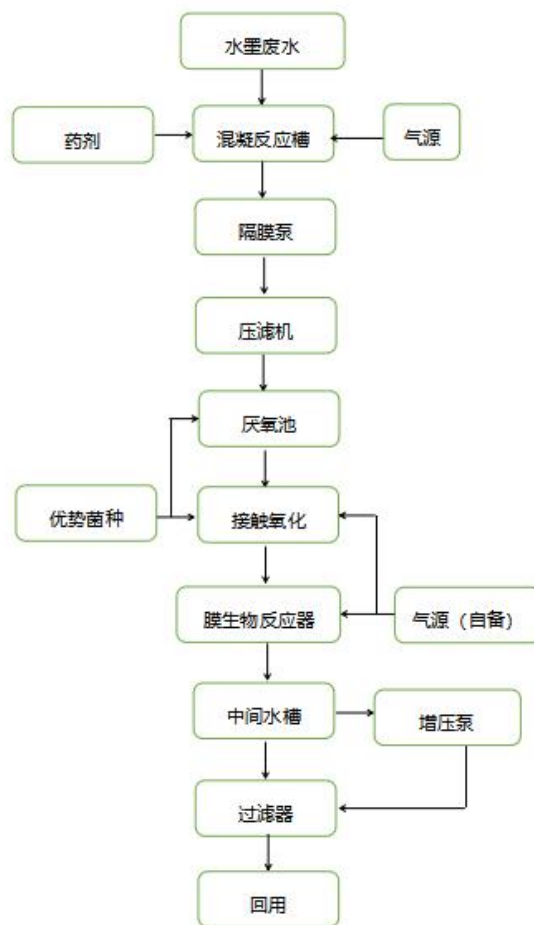 水墨废水
药剂
混凝反应槽
气源
隔膜泵
压滤机
厌氧池
优势菌种
接触氧化
膜生物反应器
气源（自备）
中间水槽
增压泵
过滤器
回用